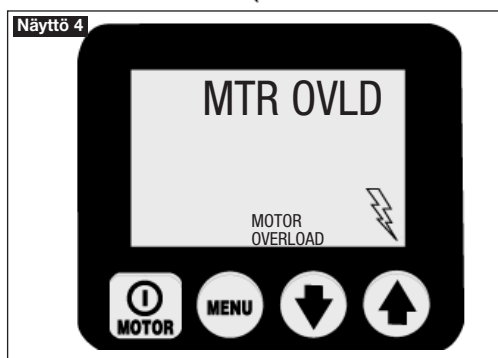 Näyttö 4
MTR OVLD
MOTOR
OVERLOAD
MOTOR
MENU